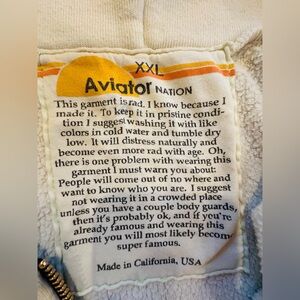 XXL
Aviator NATION
This garment is rad. I know because I
made it. To keep it in pristine condi-
tion I suggest washing it with like
colors in cold water and tumble dry
low. It will distress naturally and
become even more rad with age. Oh,
there is one problem with wearing this
garment I must warn you about:
People will come out of no where and
want to know who you are. I suggest
not wearing it in a crowded place
unless you have a couple body guards,
then it's probably ok, and if you're
already famous and wearing this
garment you will most likely become
super famous.
Made in California, USA